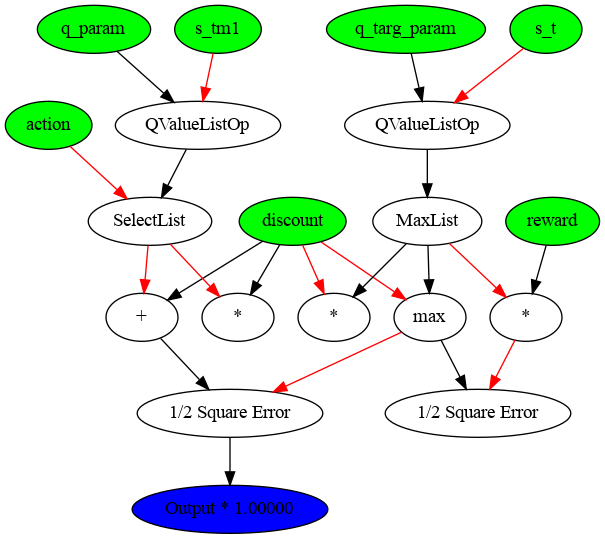 q_param
s_tm1
q_targ_param
s_t
action
QValueListOp
QValueListOp
SelectList
discount
MaxList
reward
+
*
*
max
*
1/2 Square Error
1/2 Square Error
Output * 1.00000